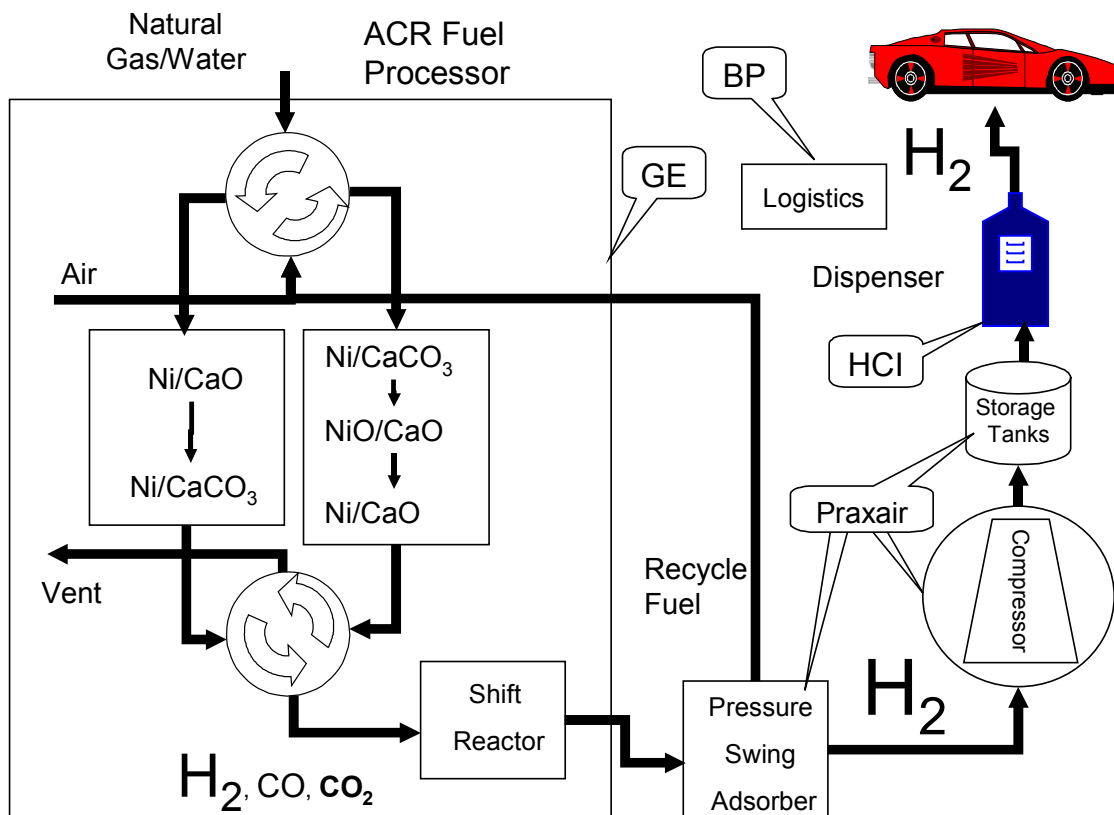 Natural
Gas/Water
ACR Fuel
Processor
BP
H2
GE
Logistics
Air
Dispenser
Ni/CaO
Ni/CaCO3
Ni/CaCO3
NiO/CaO
Ni/CaO
HCI
Storage
Tanks
Praxair
Compressor
Vent
Recycle
Fuel
Shift
Reactor
Pressure
Swing
Adsorber
H2
H2, CO, CO2